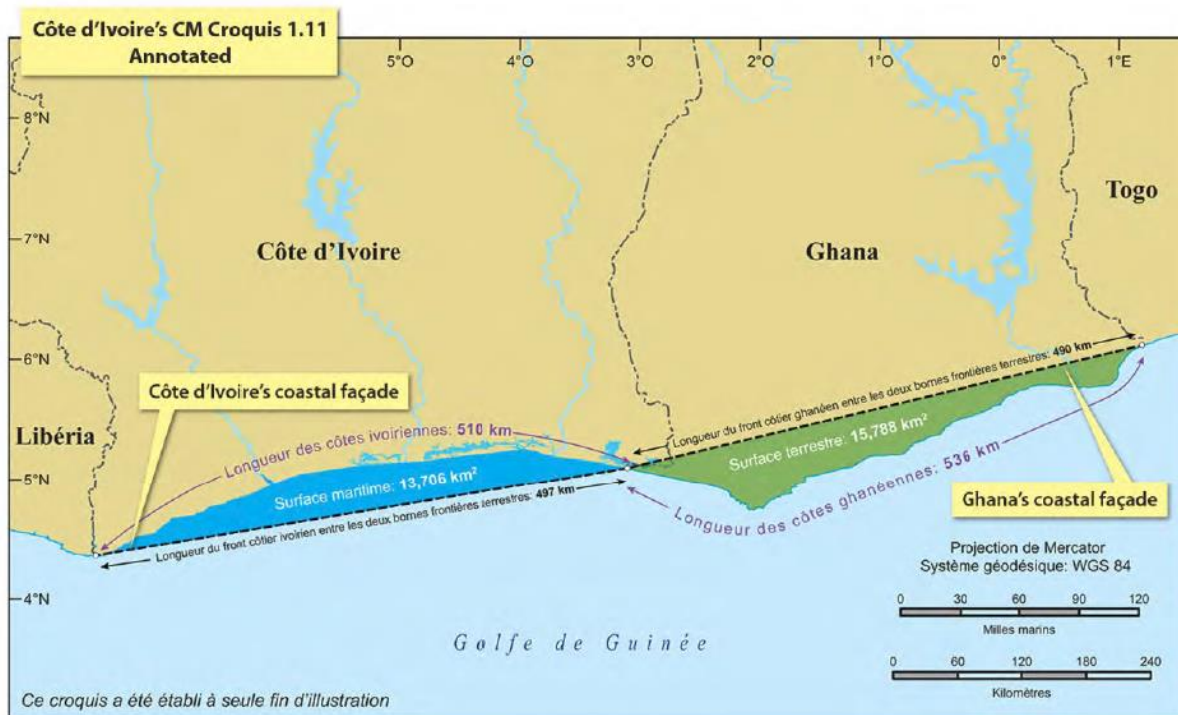 Côte d’Ivoire’s CM Croquis 1.11
Annotated
5°O
4°O
3°O
2°O
1°O
0°
1°E
8°N
7°N
6°N
5°N
4°N
Togo
Côte d’Ivoire
Ghana
Libéria
Côte d’Ivoire’s coastal façade
Longueur du front côtier ghanéen entre les deux bornes frontières terrestres: 490 km
Longueur des côtes ivoiriennes: 510 km
Surface terrestre: 15,788 km²
Surface maritime: 13,706 km²
Longueur du front côtier ivoirien entre les deux bornes frontières terrestres: 497 km
Longueur des côtes ghanéennes: 536 km
Ghana’s coastal façade
Projection de Mercator
Système géodésique: WGS 84
0 30 60 90 120
Milles marins
0 60 120 180 240
Kilomètres
Golfe de Guinée
Ce croquis a été établi à seule fin d’illustration